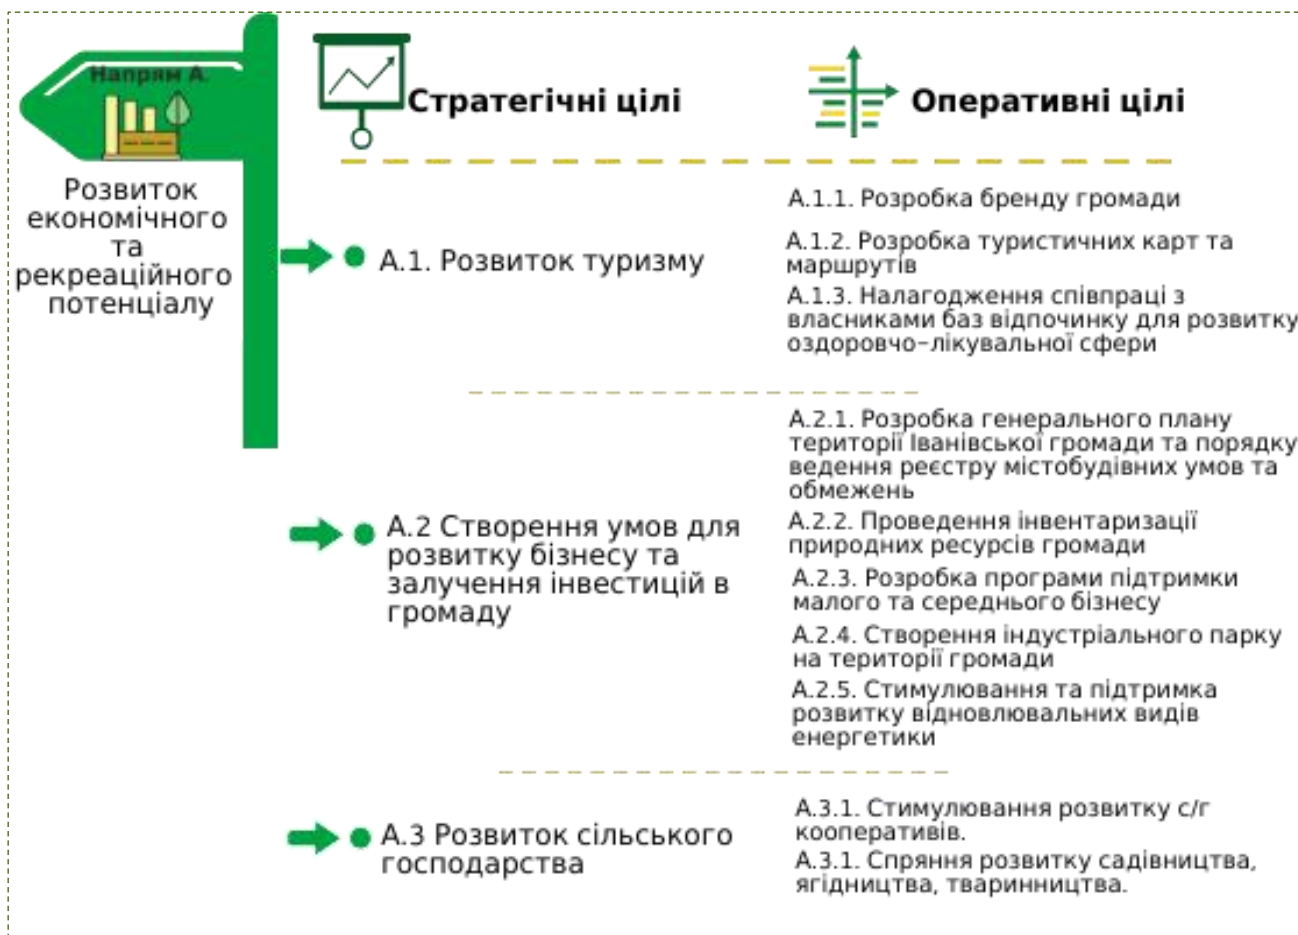 Напрям А.
Стратегічні цілі
Оперативні цілі
Розвиток
економічного
та
рекреаційного
потенціалу
А.1. Розвиток туризму
А.1.1. Розробка бренду громади
А.1.2. Розробка туристичних карт та
маршрутів
А.1.3. Налагодження співпраці з
власниками баз відпочинку для розвитку
оздоровчо–лікувальної сфери
А.2 Створення умов для
розвитку бізнесу та
залучення інвестицій в
громаду
А.2.1. Розробка генерального плану
території Іванівської громади та порядку
ведення реєстру містобудівних умов та
обмежень
А.2.2. Проведення інвентаризації
природних ресурсів громади
А.2.3. Розробка програми підтримки
малого та середнього бізнесу
А.2.4. Створення індустріального парку
на території громади
А.2.5. Стимулювання та підтримка
розвитку відновлювальних видів
енергетики
А.3 Розвиток сільського
господарства
А.3.1. Стимулювання розвитку с/г
кооперативів.
А.3.1. Спряння розвитку садівництва,
ягідництва, тваринництва.